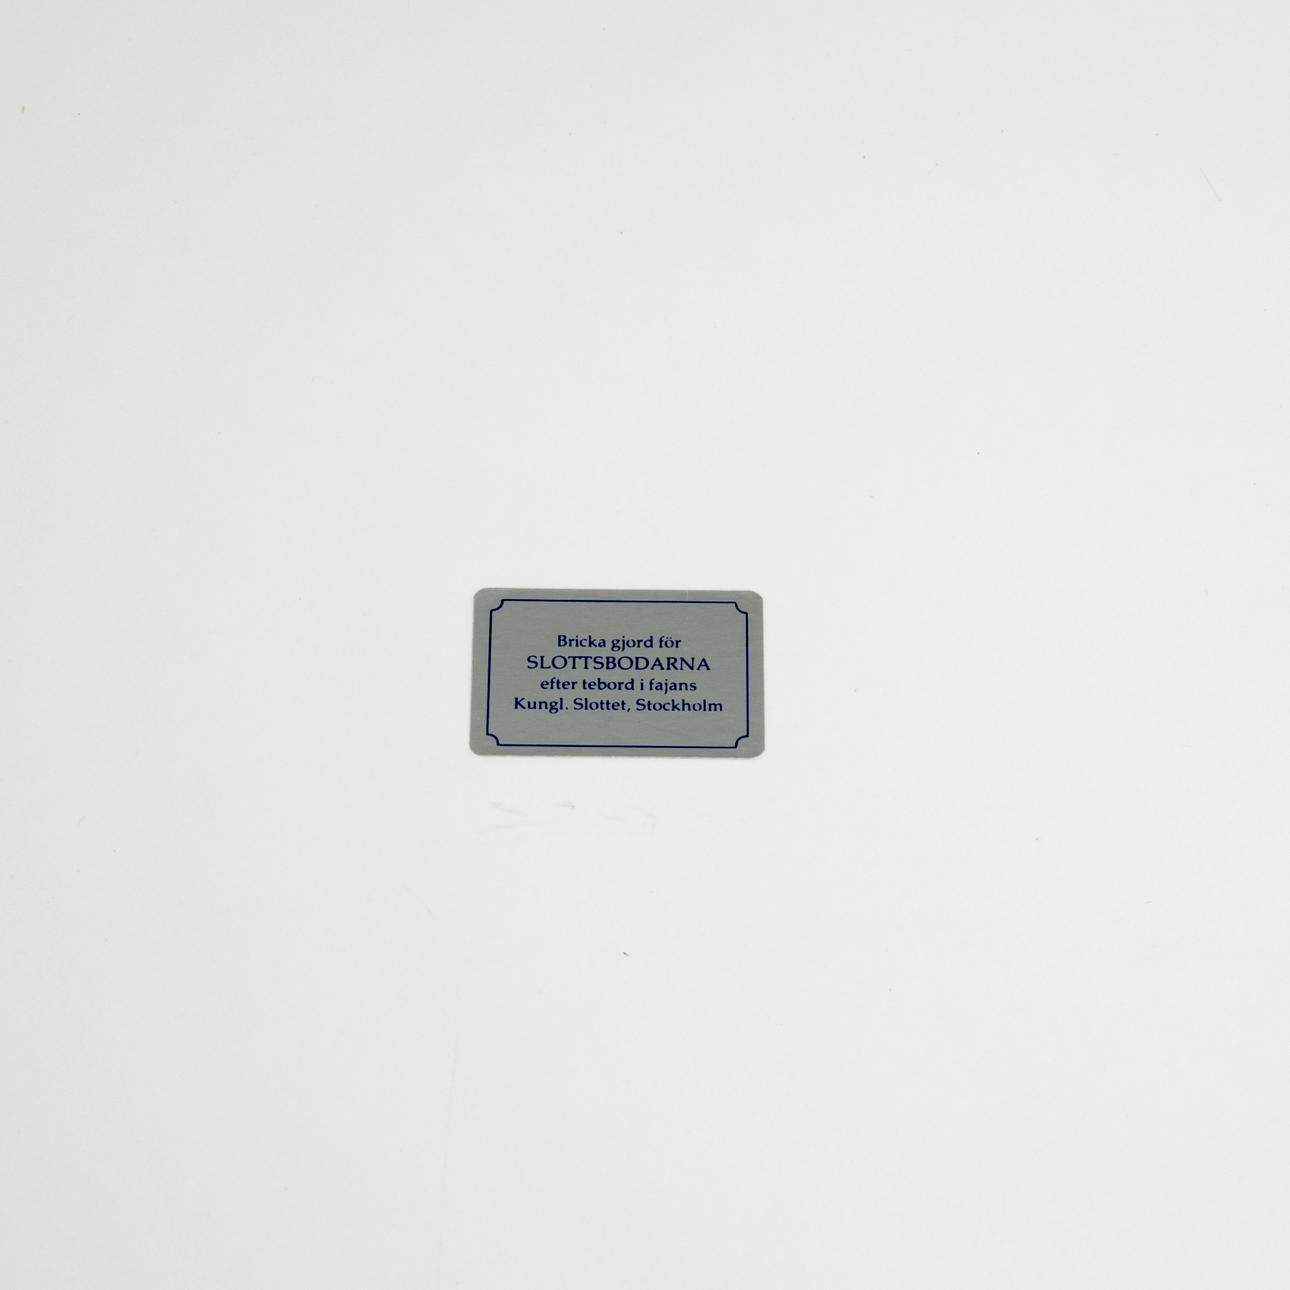 Bricka gjord för
SLOTTSBODARNA
efter tebord i fajans
Kungl. Slottet, Stockholm